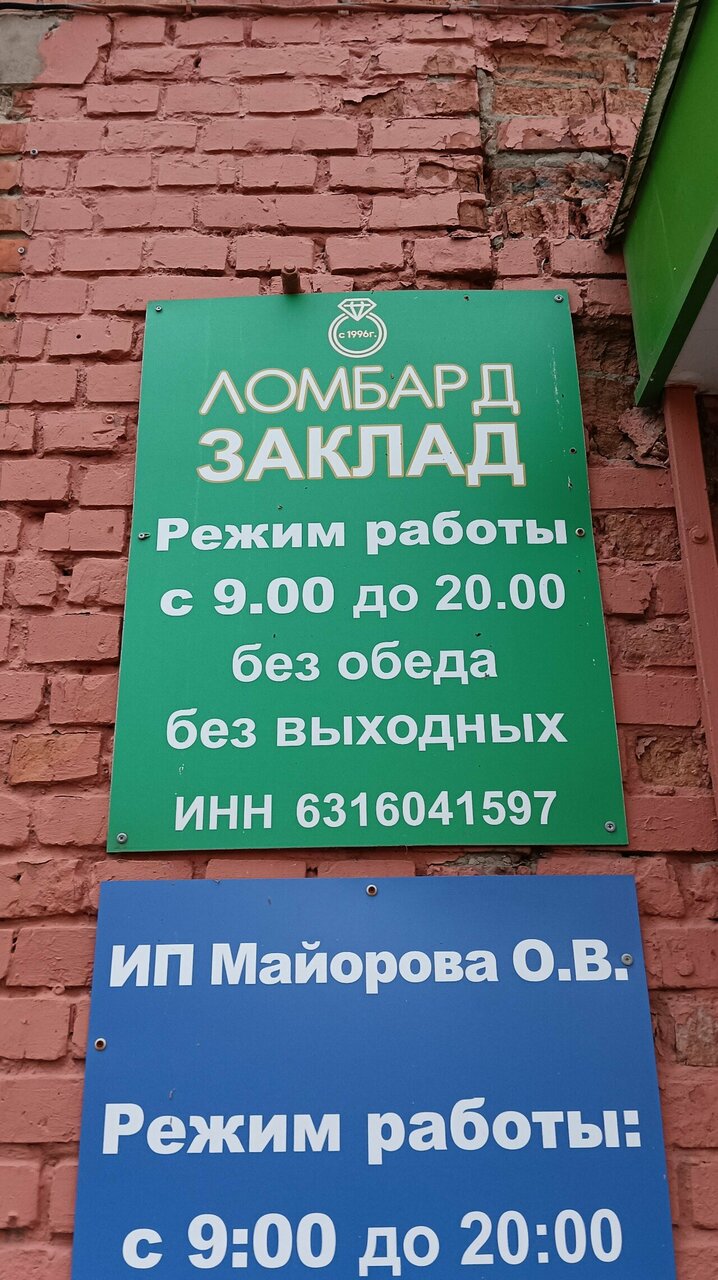 с 1996г.
ЛОМБАРД
ЗАКЛАД
Режим работы
с 9.00 до 20.00
без обеда
без выходных
ИНН 6316041597
ИП Майорова О.В.
Режим работы:
с 9:00 до 20:00